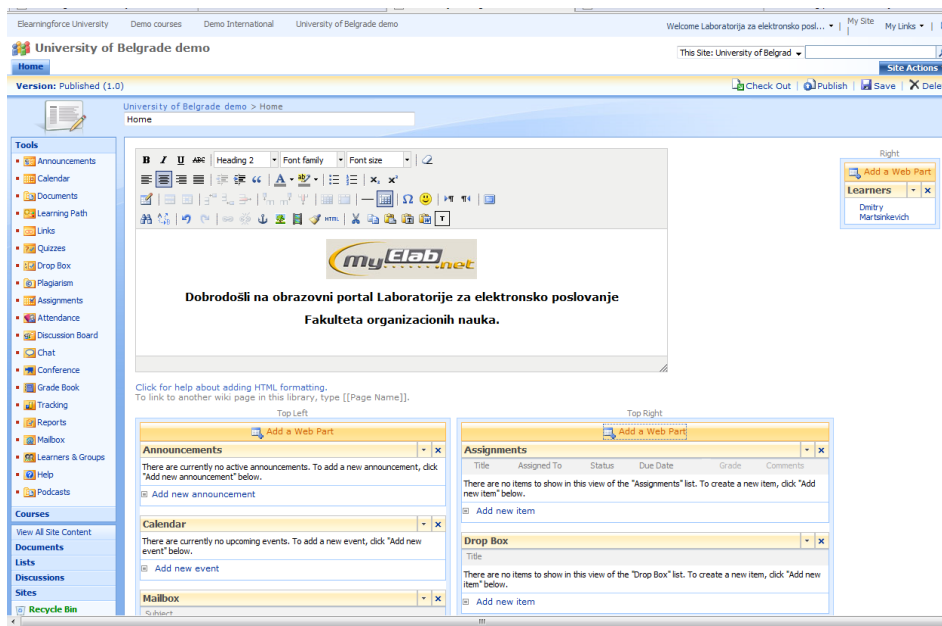 Elearningforce University Demo courses Demo International University of Belgrade demo Welcome Laboratorija za elektronsko posl... | My Site My Links |
University of Belgrade demo
This Site: University of Belgrad
Home
Site Actions
Version: Published (1.0)
Check Out | Publish | Save | Dele
University of Belgrade demo > Home
Home
Tools
Announcements
Calendar
Documents
Learning Path
Links
Quizzes
Drop Box
Plagiarism
Assignments
Attendance
Discussion Board
Chat
Conference
Grade Book
Tracking
Reports
Mailbox
Learners & Groups
Help
Podcasts
Courses
View All Site Content
Documents
Lists
Discussions
Sites
Recycle Bin
B I U ABC Heading 2 Font family Font size
HTML
myElab.net
Dobrodošli na obrazovni portal Laboratorije za elektronsko poslovanje
Fakulteta organizacionih nauka.
Click for help about adding HTML formatting.
To link to another wiki page in this library, type [[Page Name]].
Right
Add a Web Part
Learners
Dmitry
Martsinkevich
Top Left
Add a Web Part
Announcements
There are currently no active announcements. To add a new announcement, click
"Add new announcement" below.
Add new announcement
Calendar
There are currently no upcoming events. To add a new event, click "Add new
event" below.
Add new event
Mailbox
Subject
Top Right
Add a Web Part
Assignments
Title Assigned To Status Due Date Grade Comments
There are no items to show in this view of the "Assignments" list. To create a new item, click "Add
new item" below.
Add new item
Drop Box
Title
There are no items to show in this view of the "Drop Box" list. To create a new item, click "Add new
item" below.
Add new item